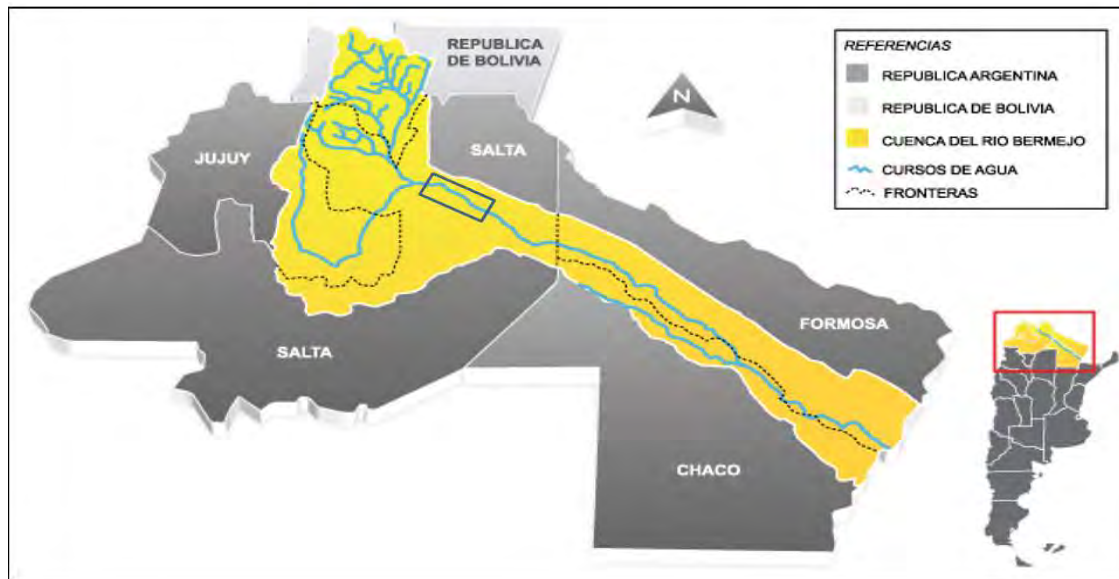 REPUBLICA
DE BOLIVIA
N
JUJUY
SALTA
SALTA
FORMOSA
CHACO
REFERENCIAS
REPUBLICA ARGENTINA
REPUBLICA DE BOLIVIA
CUENCA DEL RIO BERMEJO
CURSOS DE AGUA
FRONTERAS